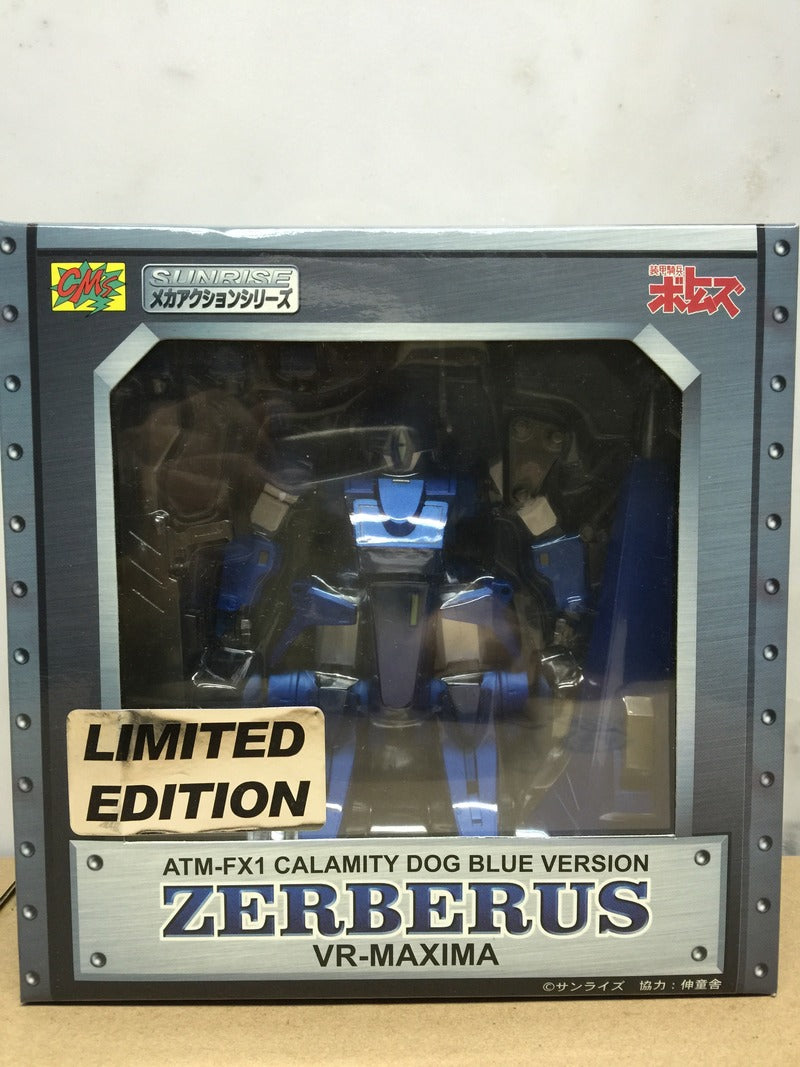 CMs
SUNRISE
メカアクションシリーズ
装甲騎兵
ボトムズ
LIMITED
EDITION
ATM-FX1 CALAMITY DOG BLUE VERSION
ZERBERUS
VR-MAXIMA
©サンライズ 協力:伸童舎